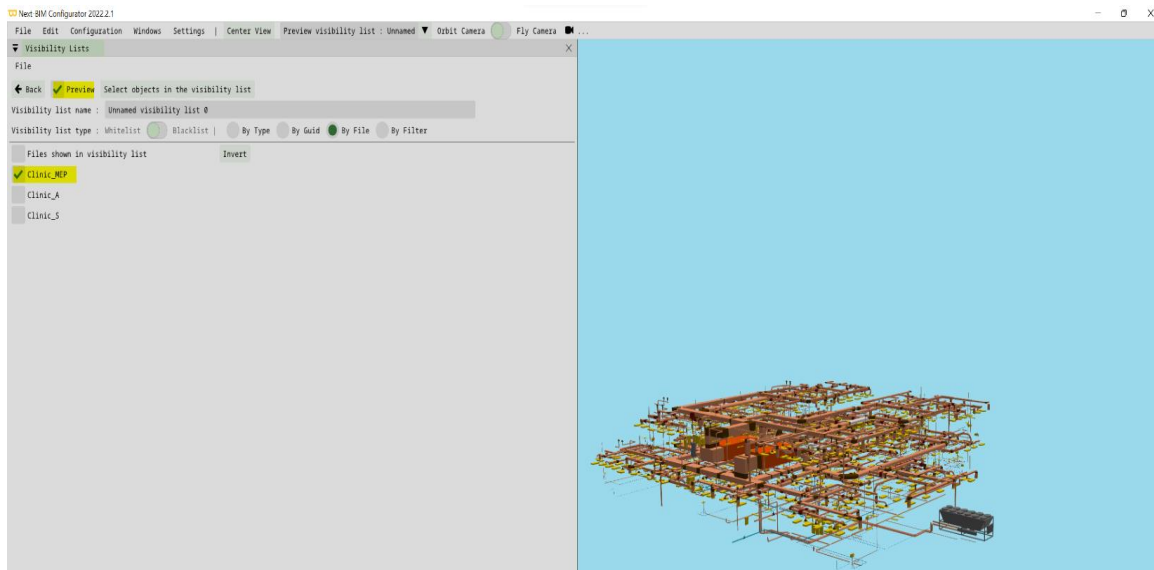 Next-BIM Configurator 2022.2.1
File Edit Configuration Windows Settings | Center View Preview visibility list : Unnamed Orbit Camera Fly Camera ...
Visibility Lists
File
Back Preview Select objects in the visibility list
Visibility list name : Unnamed visibility list 0
Visibility list type : Whitelist Blacklist | By Type By Guid By File By Filter
Files shown in visibility list Invert
Clinic_MEP
Clinic_A
Clinic_S